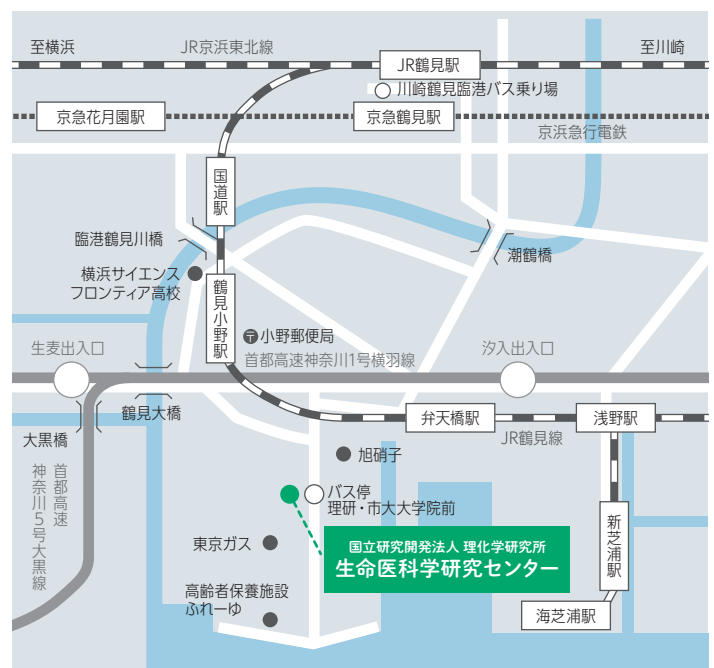 至横浜
JR京浜東北線
至川崎
JR鶴見駅
川崎鶴見臨港バス乗り場
京急花月園駅
京急鶴見駅
京浜急行電鉄
国道駅
臨港鶴見川橋
潮鶴橋
横浜サイエンス
フロンティア高校
鶴見小野駅
〒小野郵便局
生麦出入口
首都高速神奈川1号横羽線
汐入出入口
鶴見大橋
弁天橋駅
浅野駅
大黒橋
JR鶴見線
旭硝子
首都高速
神奈川5号大黒線
バス停
理研・市大大学院前
新芝浦駅
東京ガス
国立研究開発法人 理化学研究所
生命医科学研究センター
高齢者保養施設
ふれーゆ
海芝浦駅